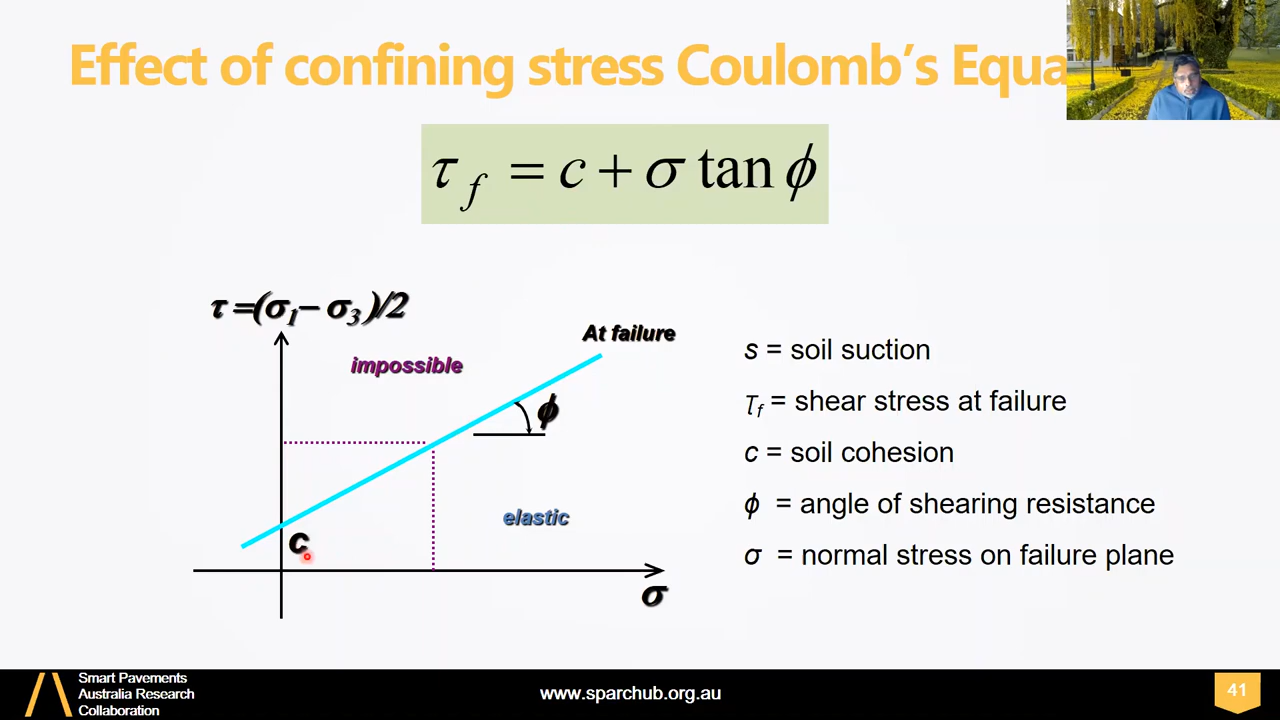 Effect of confining stress Coulomb's Equa
τ f = c + σ tan ϕ
τ =(σ1– σ3 )/2
At failure
impossible
ϕ
elastic
c
σ
s = soil suction
τf = shear stress at failure
c = soil cohesion
ϕ = angle of shearing resistance
σ = normal stress on failure plane
Smart Pavements
Australia Research
Collaboration
www.sparchub.org.au
41